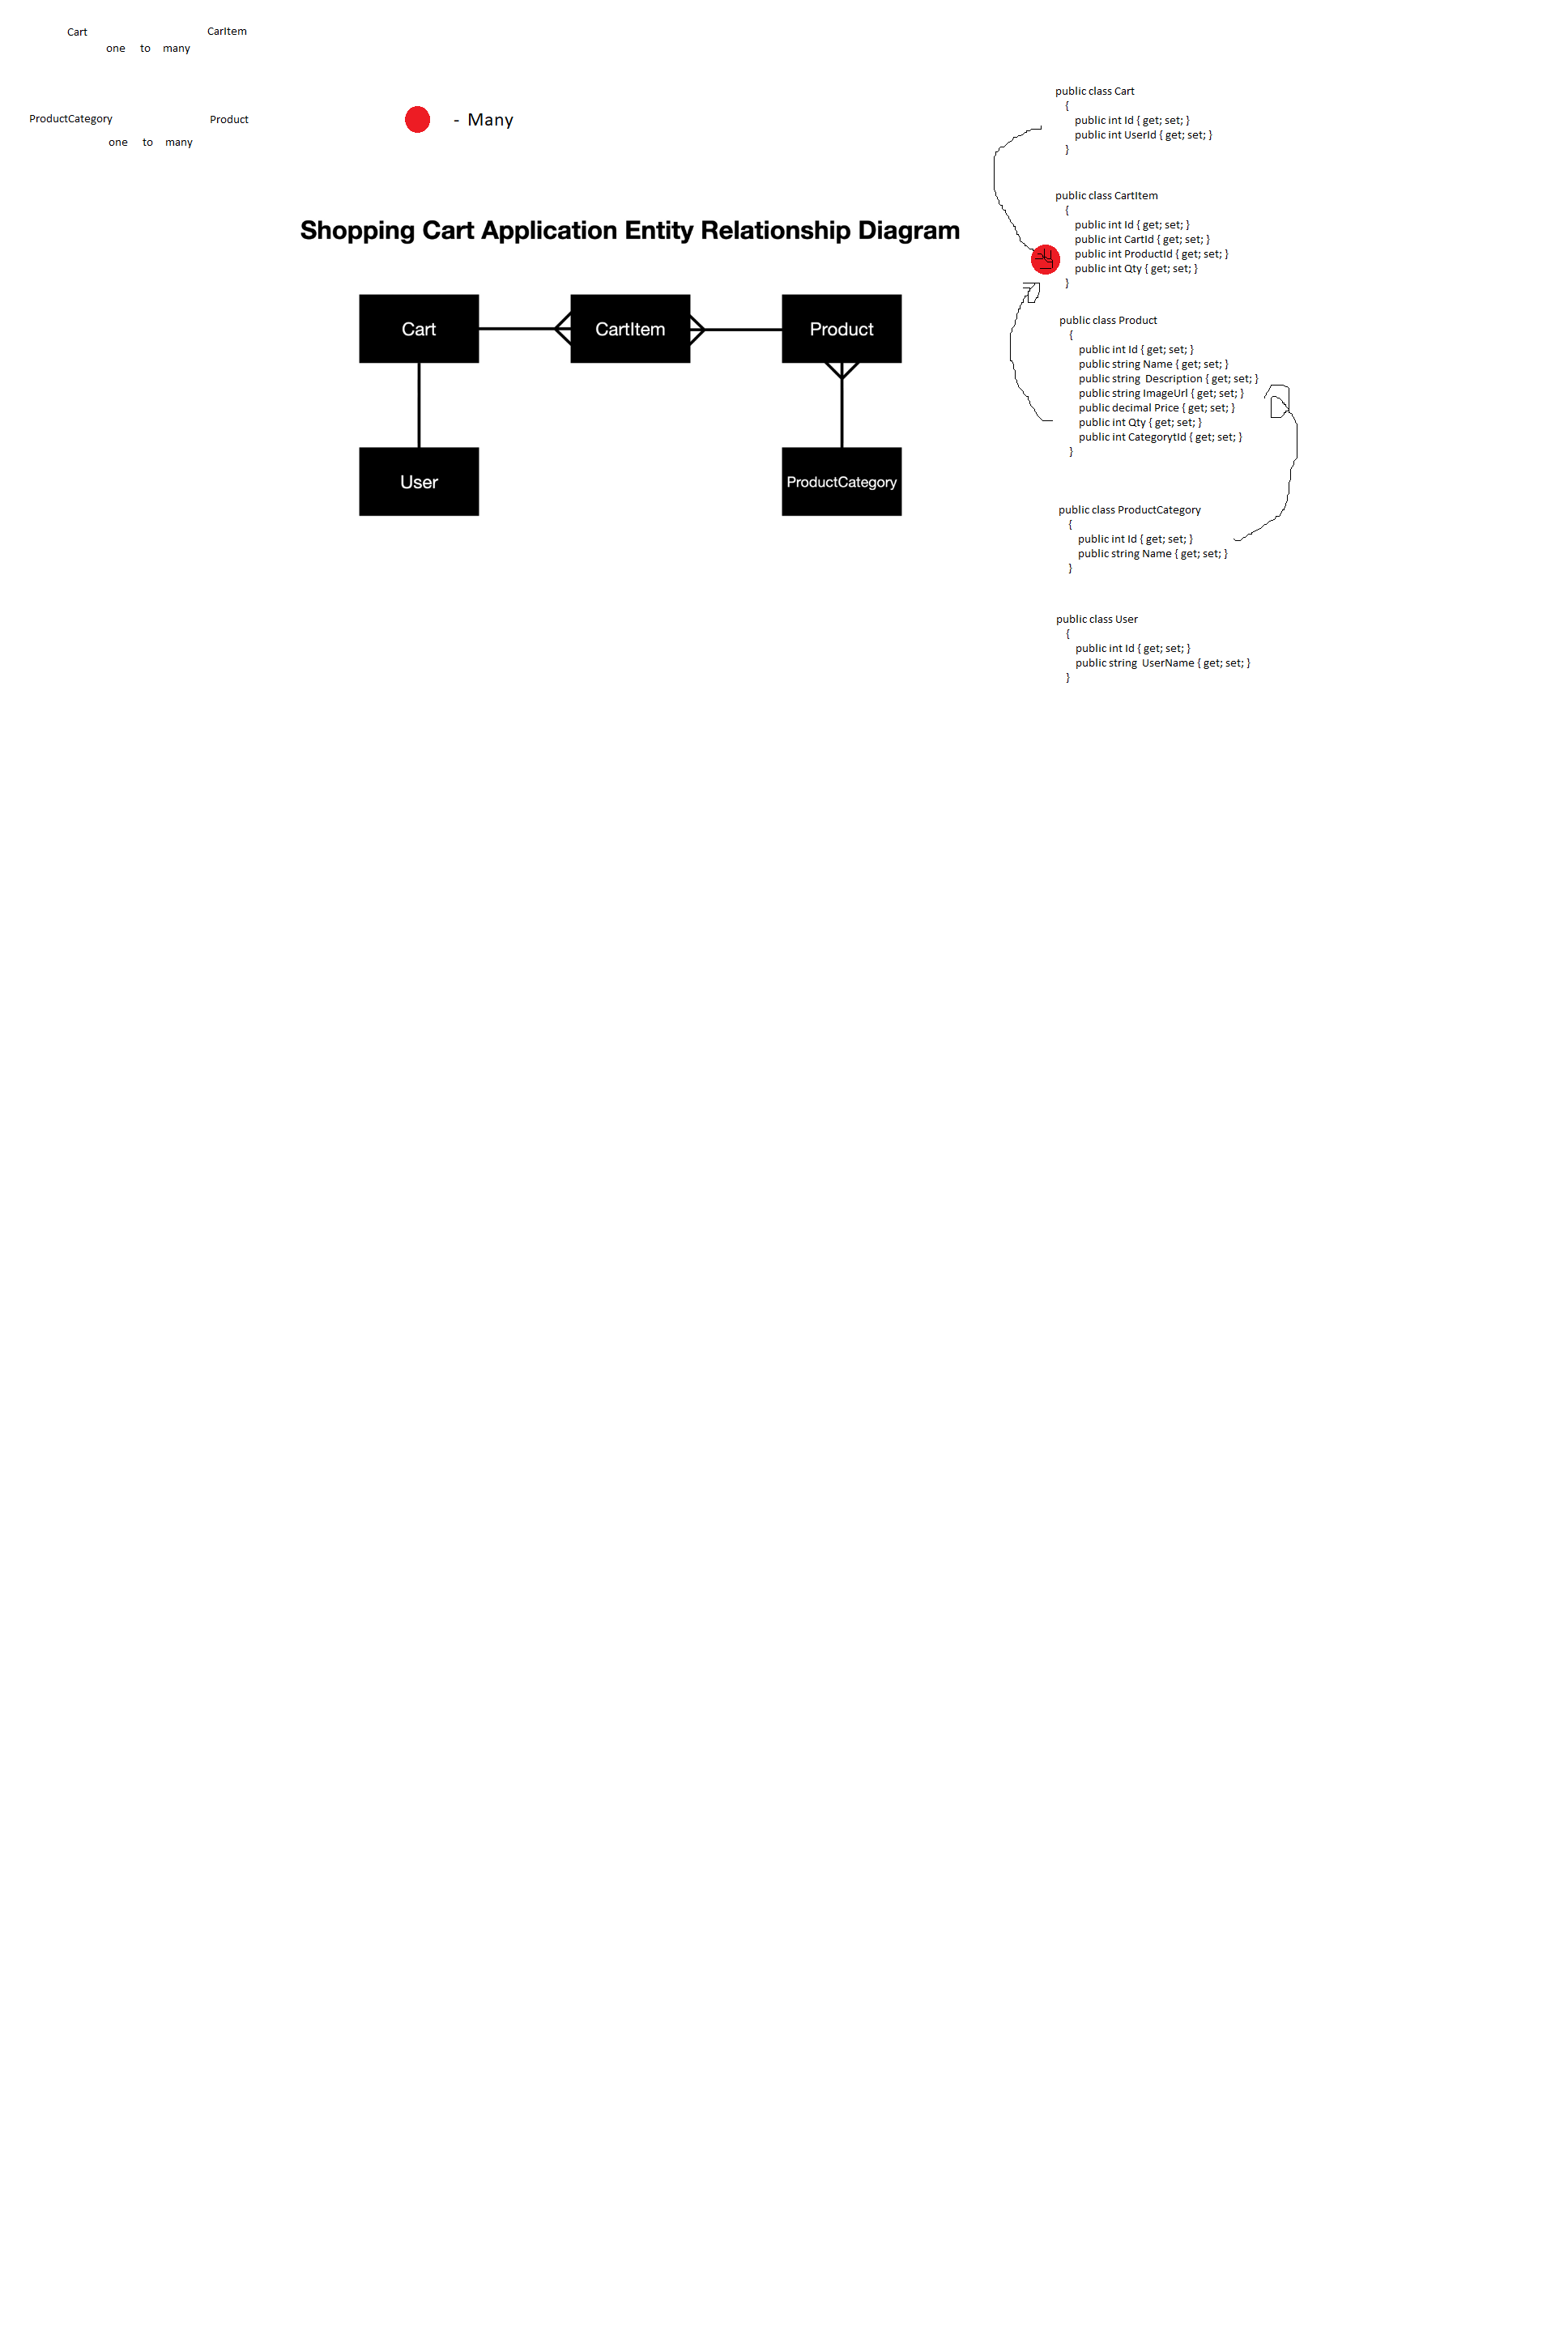 Cart CarItem
one to many
ProductCategory Product
one to many
- Many
Shopping Cart Application Entity Relationship Diagram
Cart CartItem Product
User ProductCategory
public class Cart
{
public int Id { get; set; }
public int UserId { get; set; }
}
public class CartItem
{
public int Id { get; set; }
public int CartId { get; set; }
public int ProductId { get; set; }
public int Qty { get; set; }
}
public class Product
{
public int Id { get; set; }
public string Name { get; set; }
public string Description { get; set; }
public string ImageUrl { get; set; }
public decimal Price { get; set; }
public int Qty { get; set; }
public int CategorytId { get; set; }
}
public class ProductCategory
{
public int Id { get; set; }
public string Name { get; set; }
}
public class User
{
public int Id { get; set; }
public string UserName { get; set; }
}